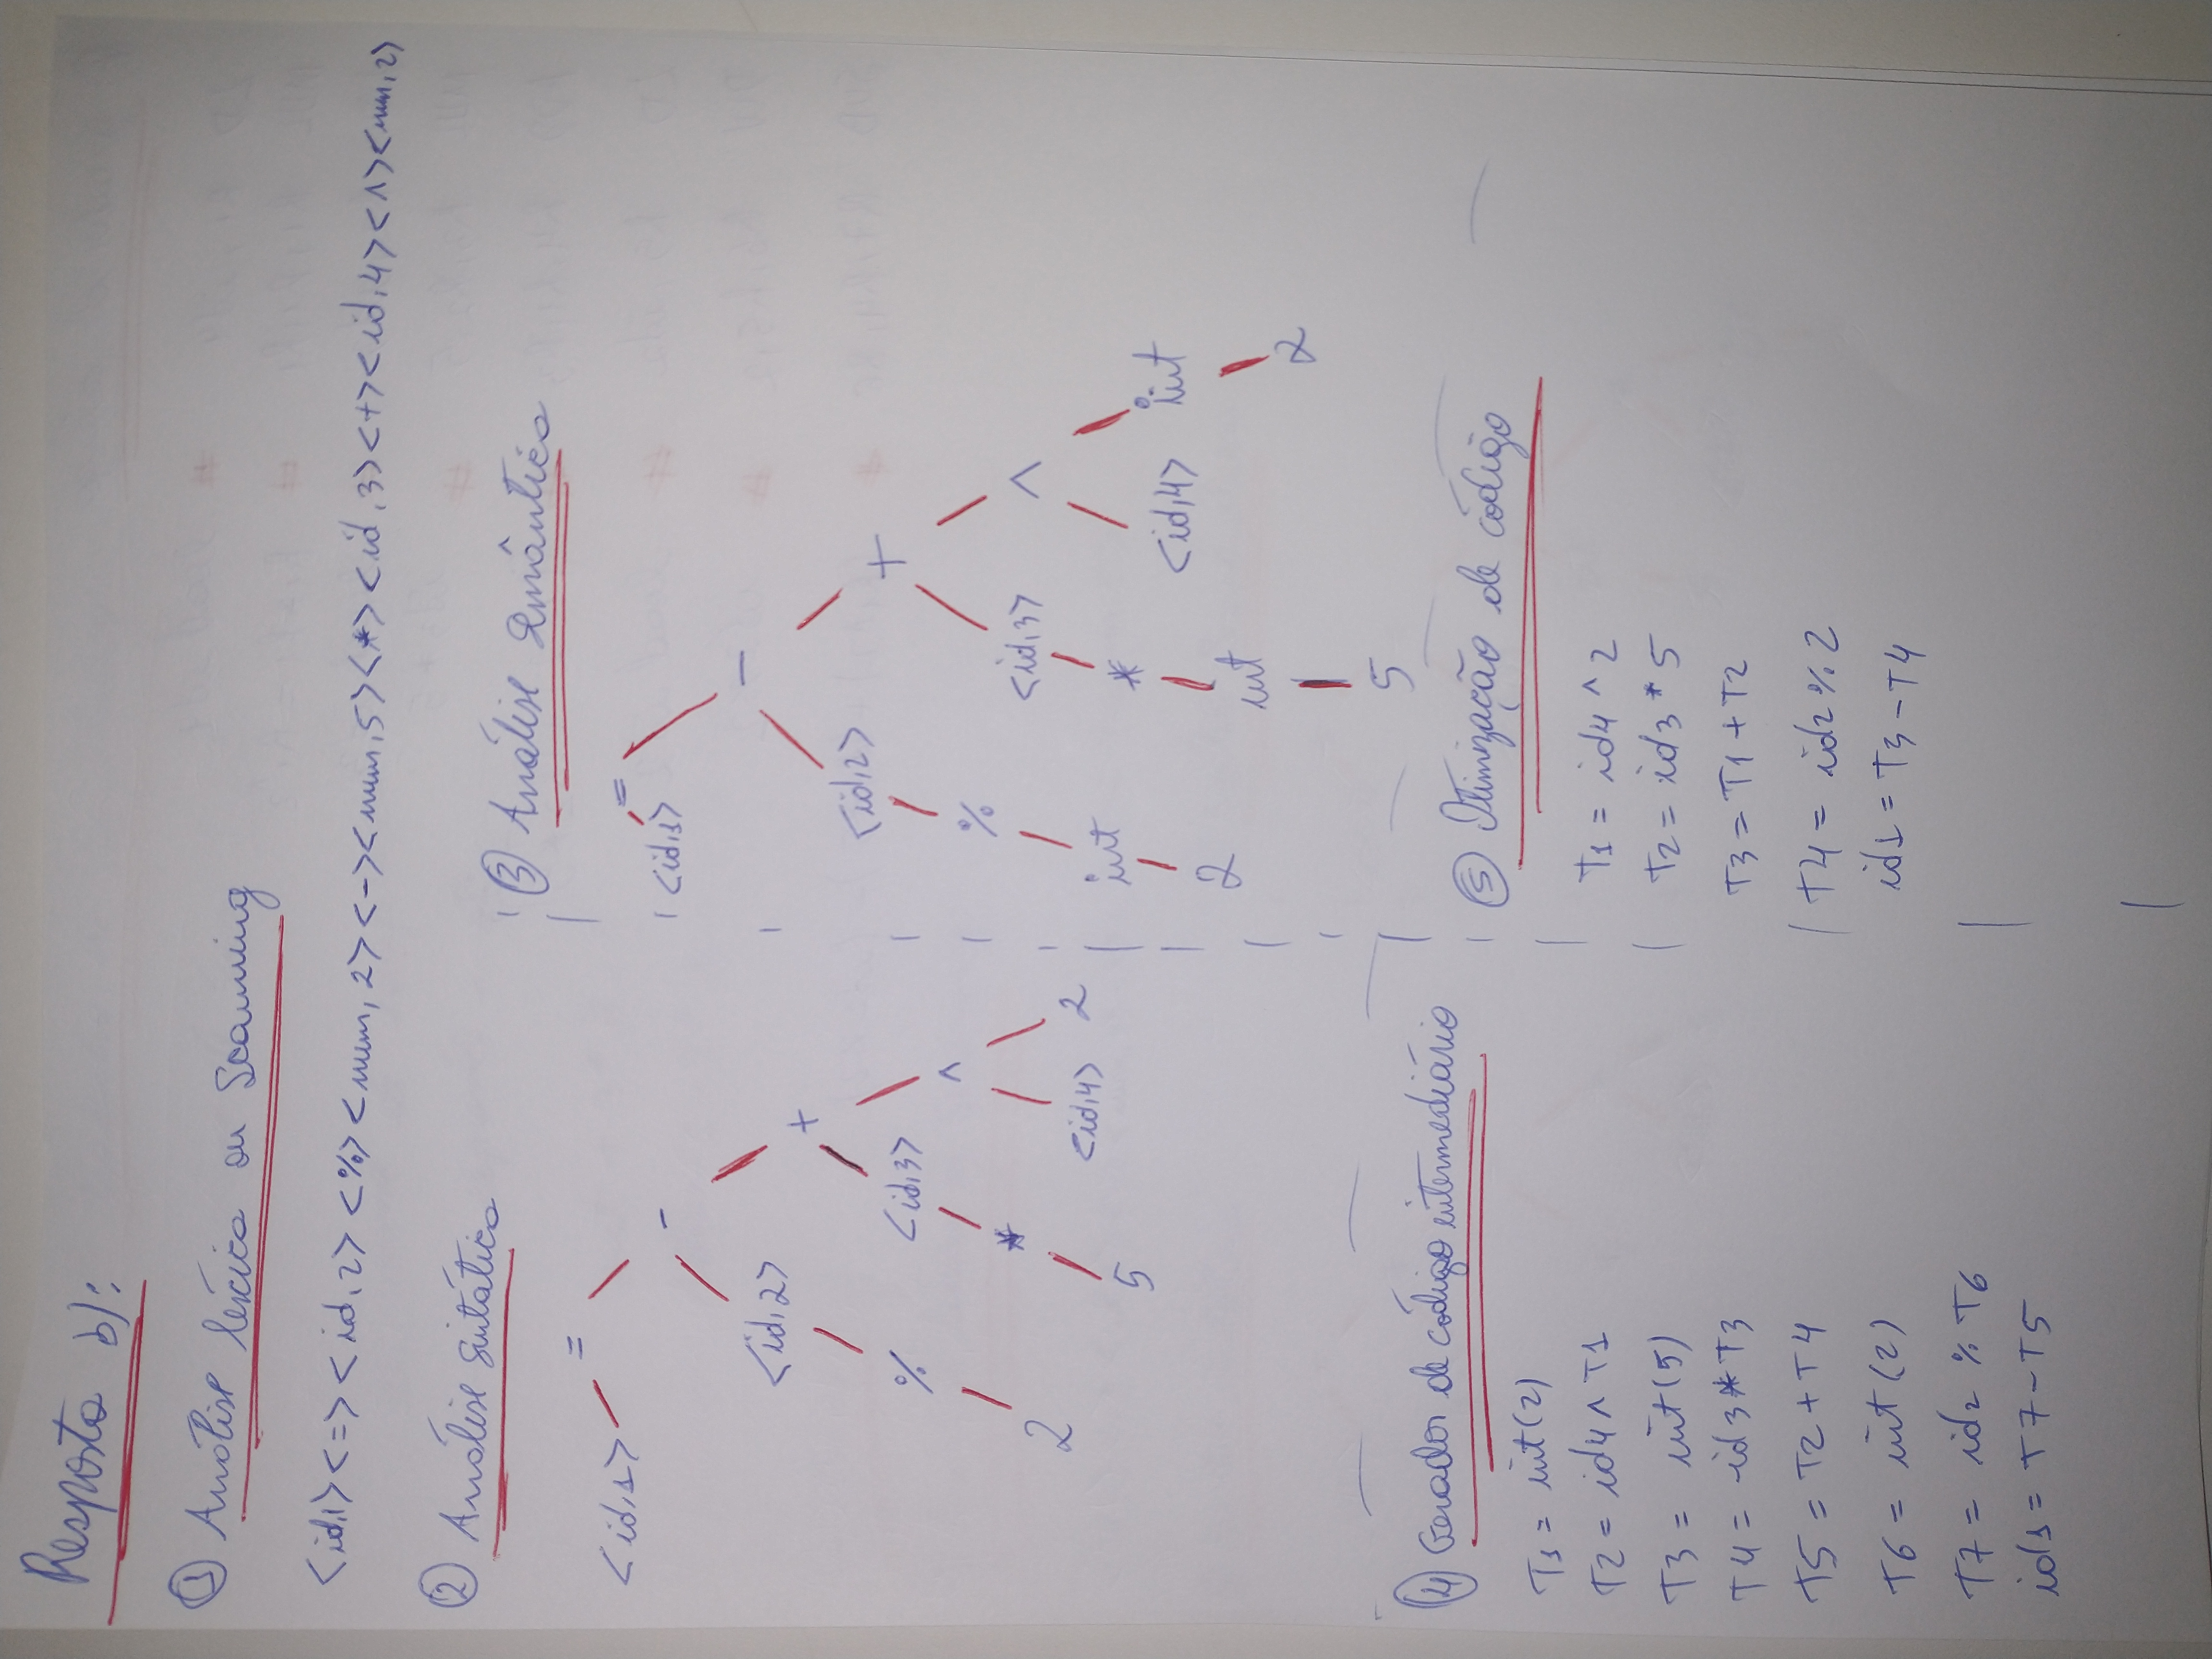 Resposta b):
① Análise léxica ou Scanning
<id,1><=><id,2><%><num,2><-><num,5><*><id,3><+><id,4><^><num,2>
② Análise Sintática
=
<id,1> -
<id,2> +
% <id,3> ^
2 * <id,4> 2
5
③ Análise Semântica
=
<id,1> -
<id,2> +
% <id,3> ^
int * <id,4> int
2 int 2
5
④ Gerador de código intermediário
T1 = int(2)
T2 = id4 ^ T1
T3 = int(5)
T4 = id3 * T3
T5 = T2 + T4
T6 = int(2)
T7 = id2 % T6
id1 = T7 - T5
⑤ Otimização de código
T1 = id4 ^ 2
T2 = id3 * 5
T3 = T1 + T2
T4 = id2 % 2
id1 = T3 - T4